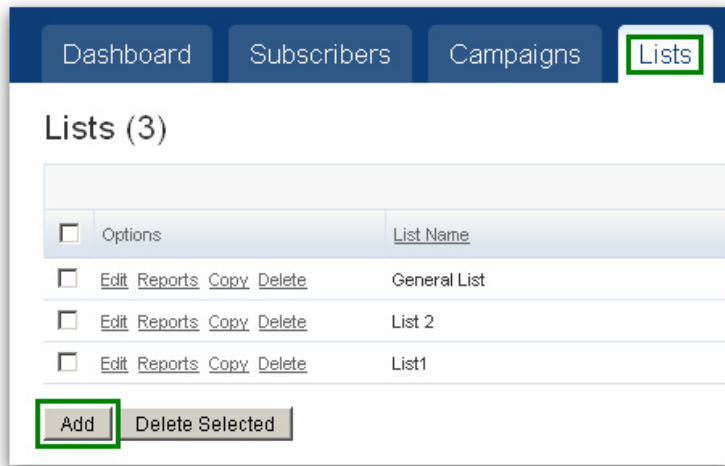 Dashboard Subscribers Campaigns Lists
Lists (3)
Options List Name
Edit Reports Copy Delete General List
Edit Reports Copy Delete List 2
Edit Reports Copy Delete List1
Add Delete Selected